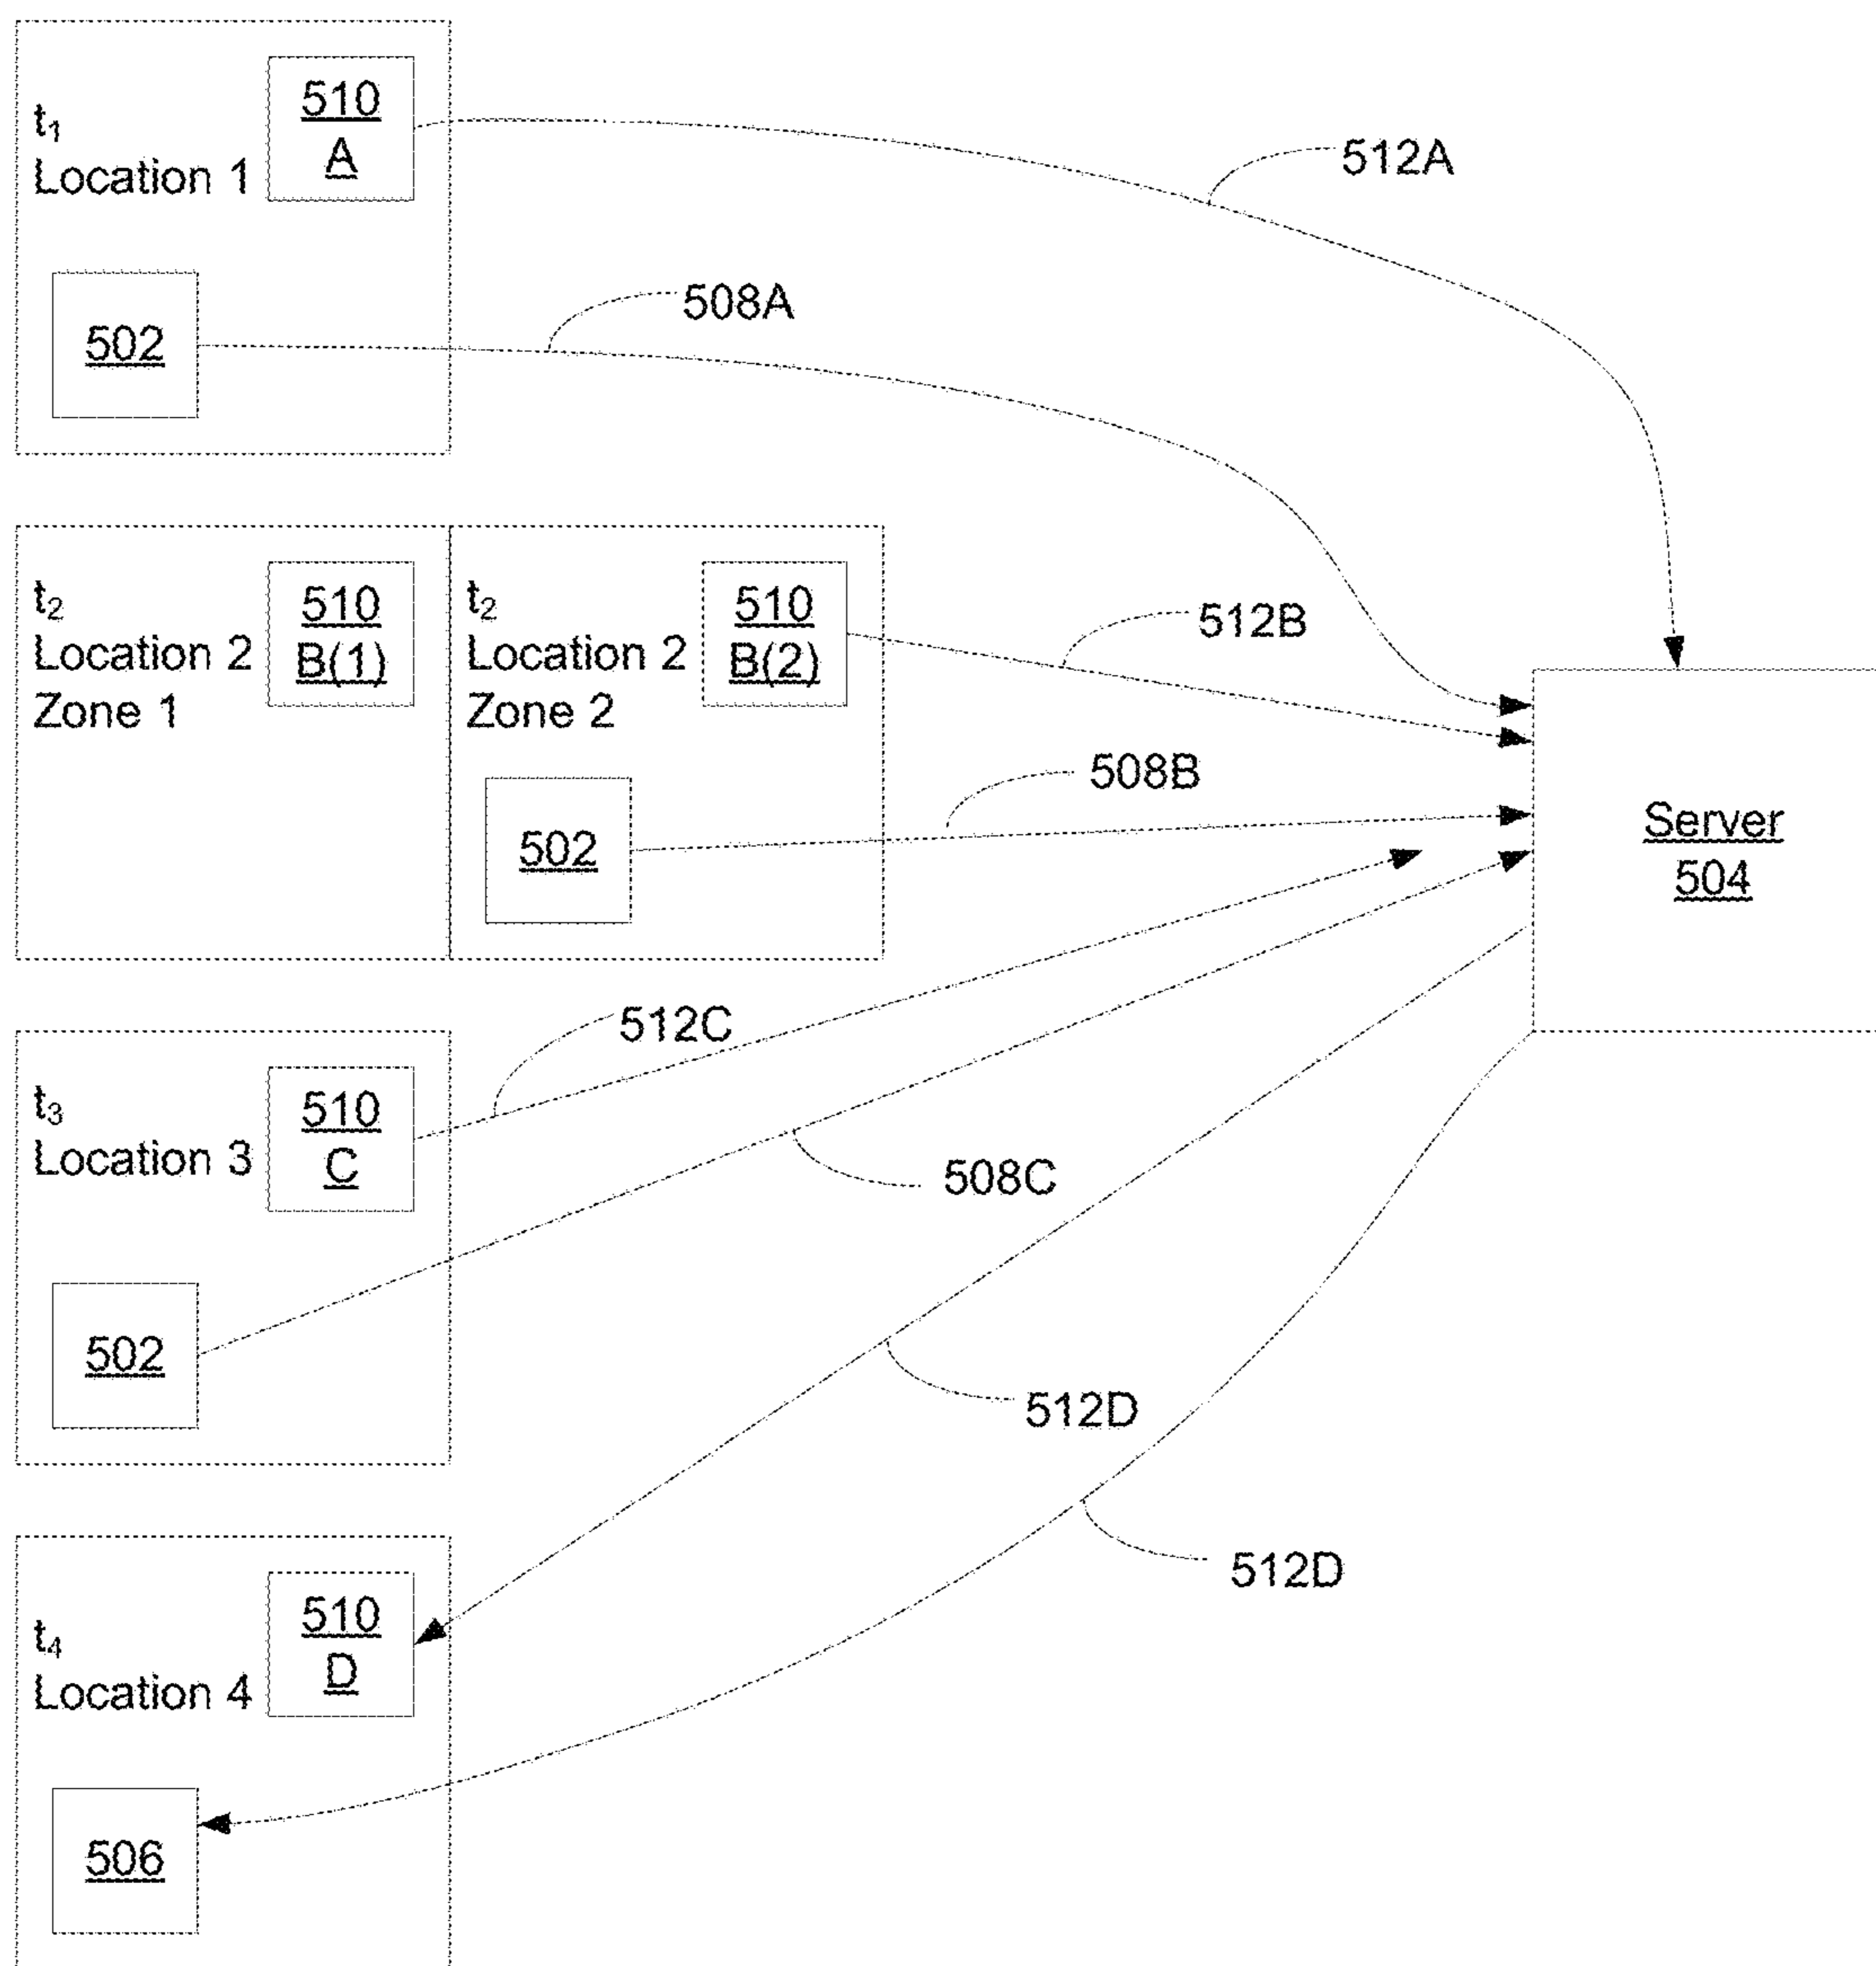 t₁
Location 1
510
A
512A
502
508A
t₂
Location 2
Zone 1
510
B(1)
t₂
Location 2
Zone 2
510
B(2)
512B
502
508B
Server
504
t₃
Location 3
510
C
512C
502
508C
512D
512D
t₄
Location 4
510
D
506